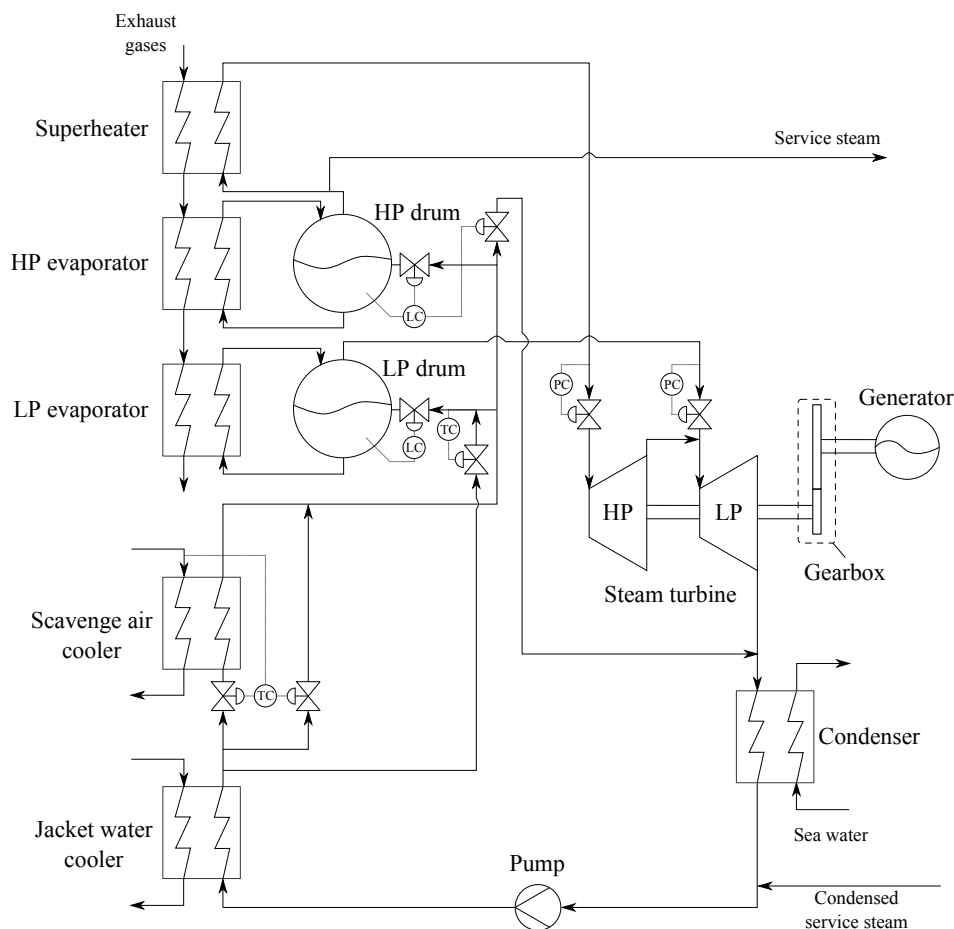 Exhaust
gases
Superheater
Service steam
HP drum
HP evaporator
LC
LP drum
PC
PC
LP evaporator
TC
LC
Generator
HP
LP
Gearbox
Steam turbine
Scavenge air
cooler
TC
Condenser
Sea water
Jacket water
cooler
Pump
Condensed
service steam